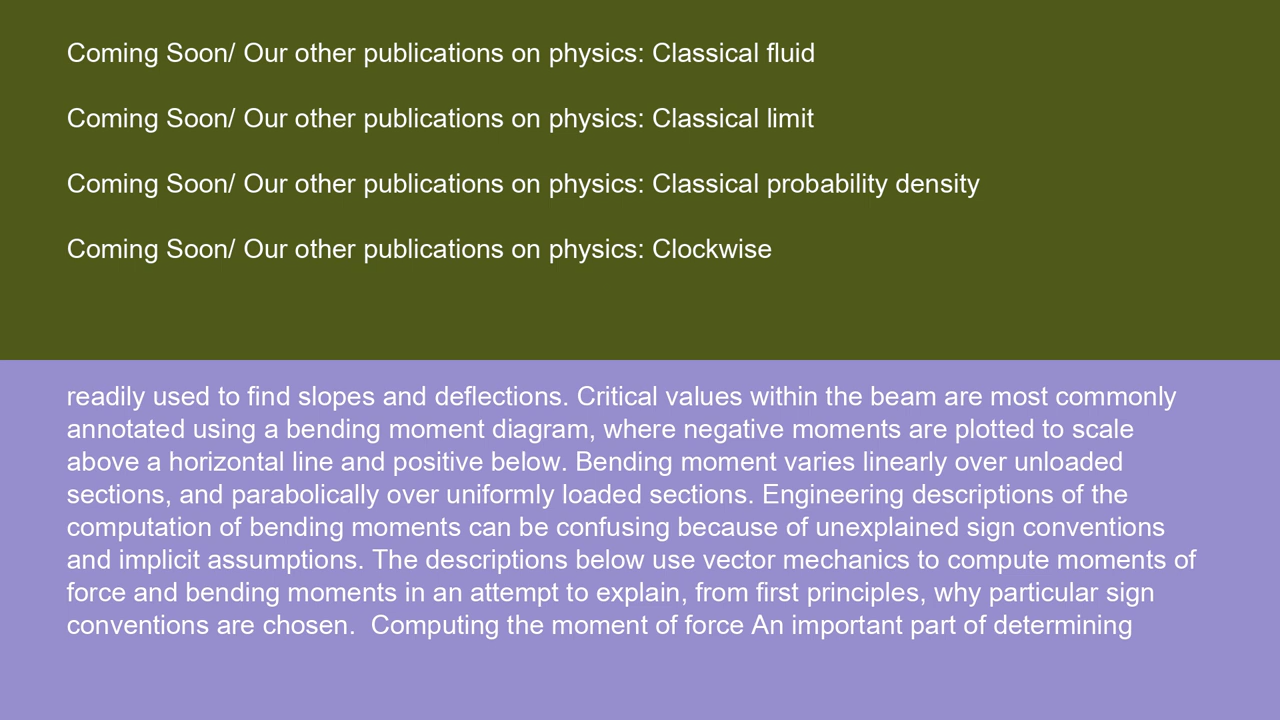 Coming Soon/ Our other publications on physics: Classical fluid
Coming Soon/ Our other publications on physics: Classical limit
Coming Soon/ Our other publications on physics: Classical probability density
Coming Soon/ Our other publications on physics: Clockwise
readily used to find slopes and deflections. Critical values within the beam are most commonly
annotated using a bending moment diagram, where negative moments are plotted to scale
above a horizontal line and positive below. Bending moment varies linearly over unloaded
sections, and parabolically over uniformly loaded sections. Engineering descriptions of the
computation of bending moments can be confusing because of unexplained sign conventions
and implicit assumptions. The descriptions below use vector mechanics to compute moments of
force and bending moments in an attempt to explain, from first principles, why particular sign
conventions are chosen.  Computing the moment of force An important part of determining